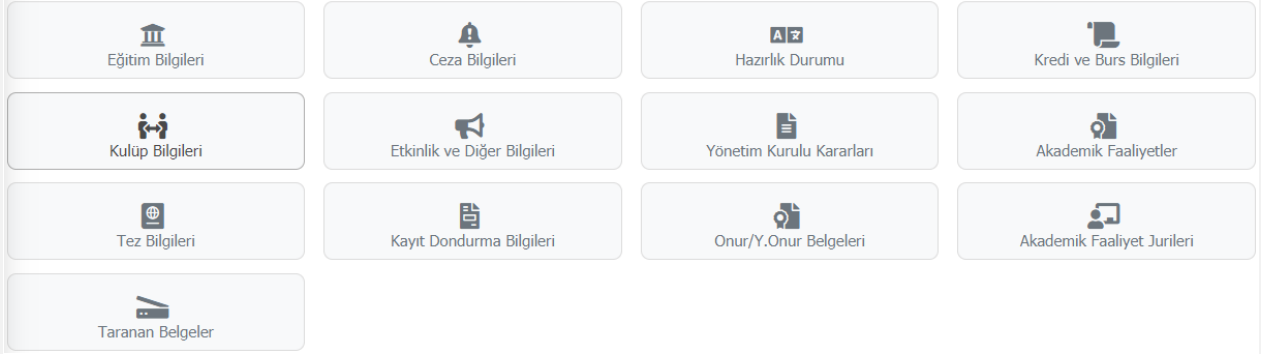 Eğitim Bilgileri
Ceza Bilgileri
Hazırlık Durumu
Kredi ve Burs Bilgileri
Kulüp Bilgileri
Etkinlik ve Diğer Bilgileri
Yönetim Kurulu Kararları
Akademik Faaliyetler
Tez Bilgileri
Kayıt Dondurma Bilgileri
Onur/Y.Onur Belgeleri
Akademik Faaliyet Jurileri
Taranan Belgeler